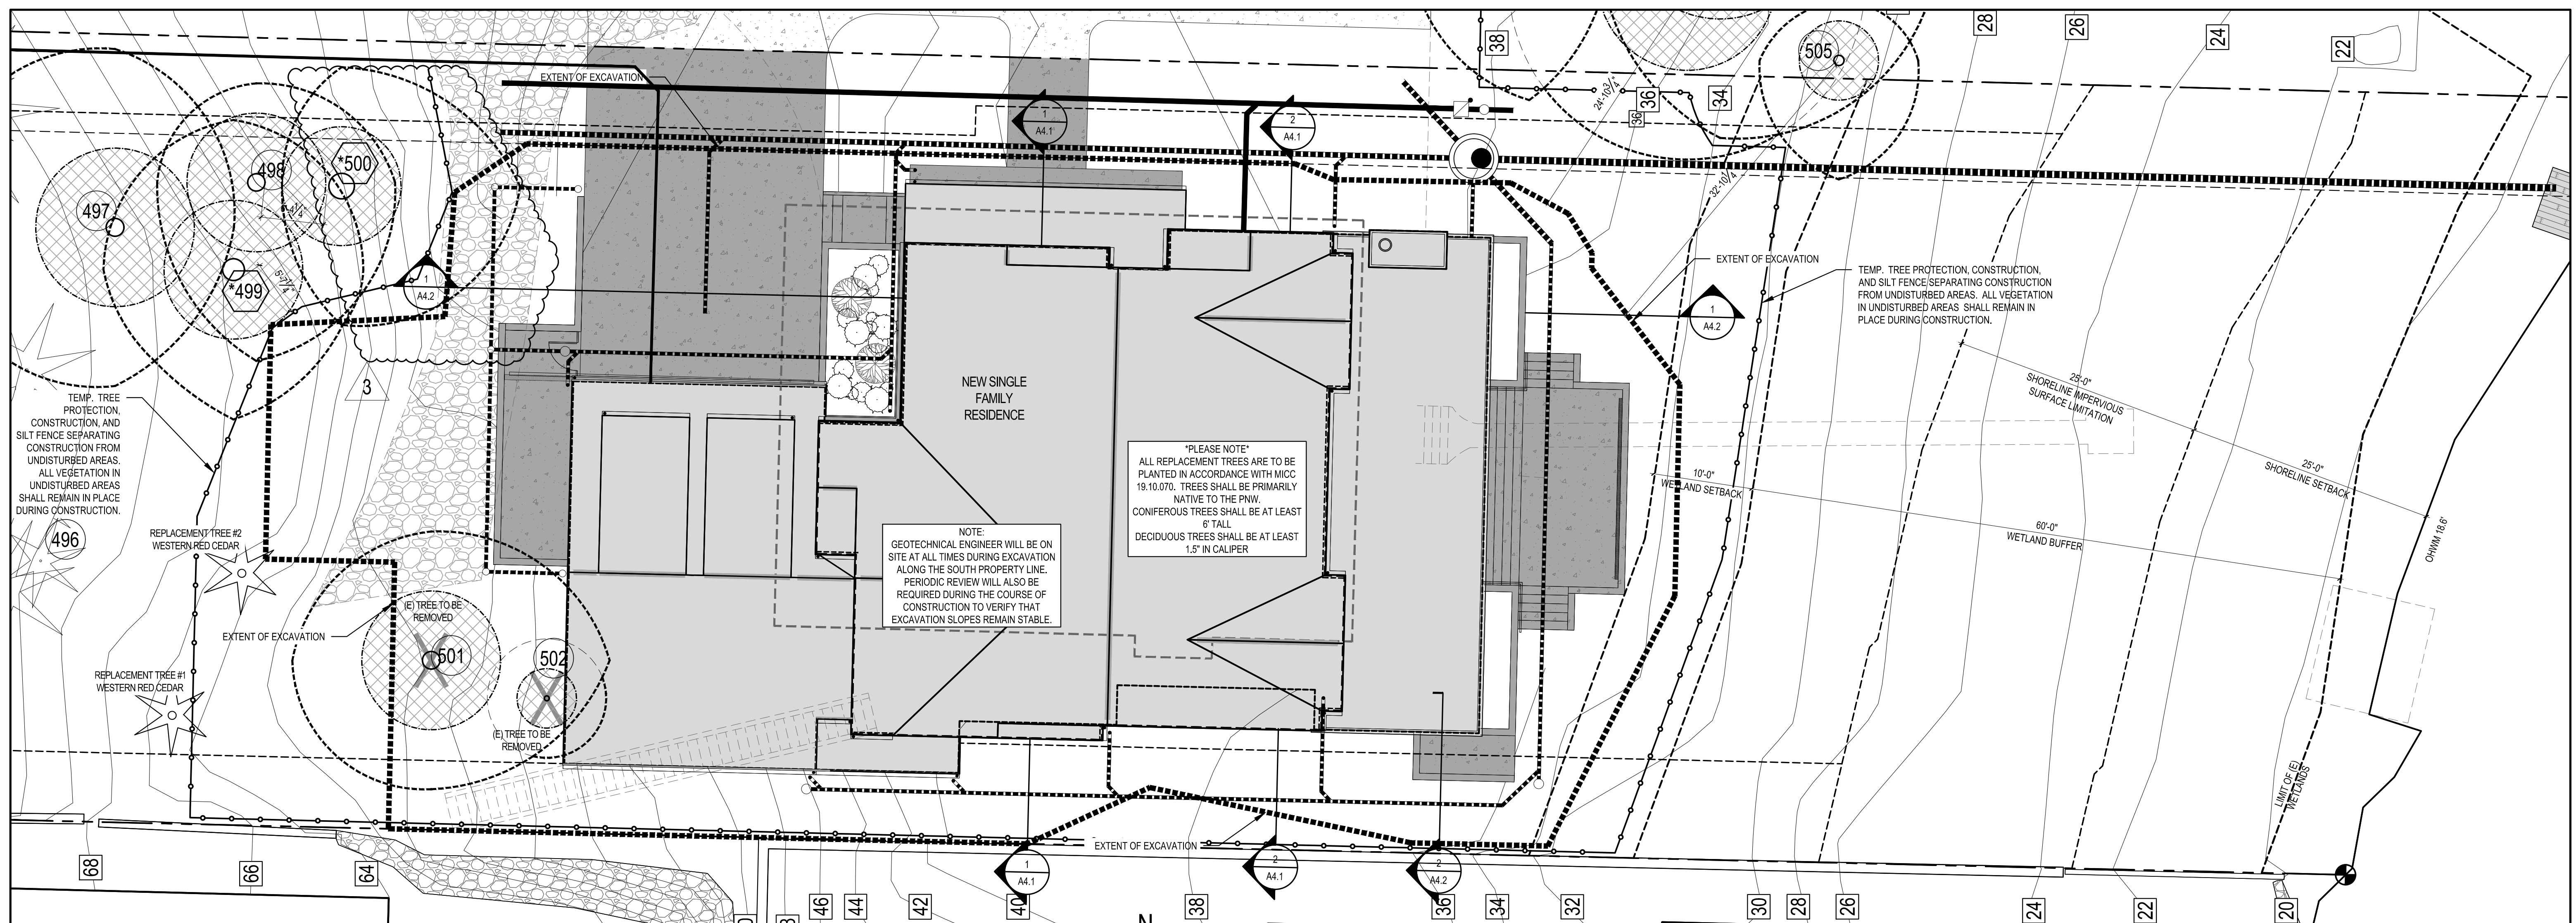 38
28
26
24
22
505
EXTENT OF EXCAVATION
24'-10¾"
36
36
34
1
A4.1
2
A4.1
*500
498
497
*499
5'-7¼"
32'-10¼"
1
A4.2
EXTENT OF EXCAVATION
TEMP. TREE PROTECTION, CONSTRUCTION,
AND SILT FENCE SEPARATING CONSTRUCTION
FROM UNDISTURBED AREAS. ALL VEGETATION
IN UNDISTURBED AREAS SHALL REMAIN IN
PLACE DURING CONSTRUCTION.
1
A4.2
3
NEW SINGLE
FAMILY
RESIDENCE
25'-0"
SHORELINE IMPERVIOUS
SURFACE LIMITATION
TEMP. TREE
PROTECTION,
CONSTRUCTION, AND
SILT FENCE SEPARATING
CONSTRUCTION FROM
UNDISTURBED AREAS.
ALL VEGETATION IN
UNDISTURBED AREAS
SHALL REMAIN IN PLACE
DURING CONSTRUCTION.
*PLEASE NOTE*
ALL REPLACEMENT TREES ARE TO BE
PLANTED IN ACCORDANCE WITH MICC
19.10.070. TREES SHALL BE PRIMARILY
NATIVE TO THE PNW.
CONIFEROUS TREES SHALL BE AT LEAST
6' TALL
DECIDUOUS TREES SHALL BE AT LEAST
1.5" IN CALIPER
10'-0"
WETLAND SETBACK
25'-0"
SHORELINE SETBACK
60'-0"
WETLAND BUFFER
OHWM 18.6'
496
REPLACEMENT TREE #2
WESTERN RED CEDAR
NOTE:
GEOTECHNICAL ENGINEER WILL BE ON
SITE AT ALL TIMES DURING EXCAVATION
ALONG THE SOUTH PROPERTY LINE.
PERIODIC REVIEW WILL ALSO BE
REQUIRED DURING THE COURSE OF
CONSTRUCTION TO VERIFY THAT
EXCAVATION SLOPES REMAIN STABLE.
(E) TREE TO BE
REMOVED
EXTENT OF EXCAVATION
501
502
REPLACEMENT TREE #1
WESTERN RED CEDAR
(E) TREE TO BE
REMOVED
LIMIT OF (E)
WETLANDS
EXTENT OF EXCAVATION
1
A4.1
2
A4.1
2
A4.2
68
66
64
46
44
42
40
38
36
34
32
30
28
26
24
22
20
N